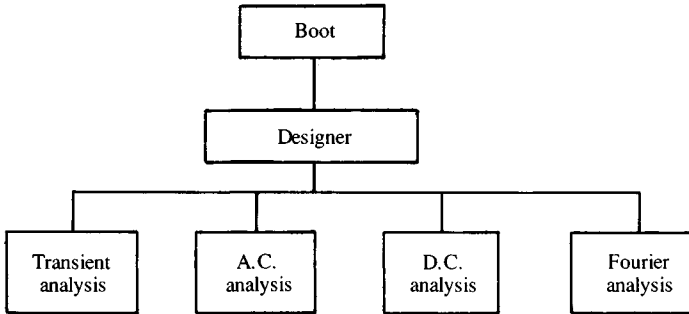 Boot
Designer
Transient
analysis
A.C.
analysis
D.C.
analysis
Fourier
analysis